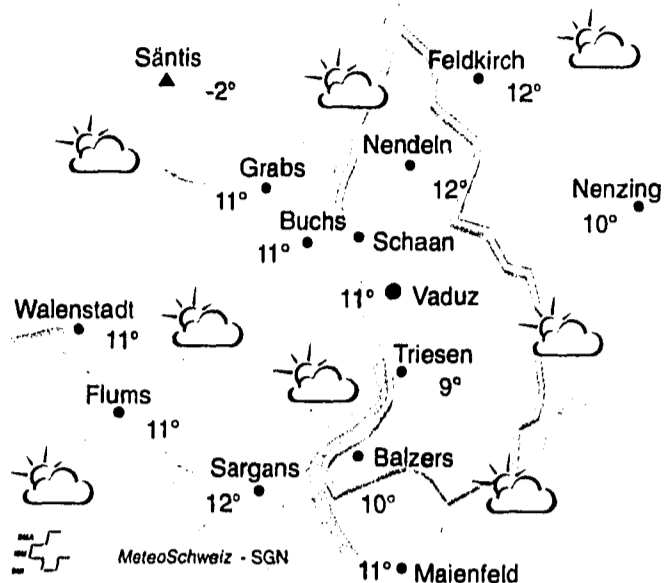 Säntis
-2°
Feldkirch
12°
Nendeln
12°
Grabs
11°
Nenzing
10°
Buchs
11°
Schaan
11° Vaduz
Walenstadt
11°
Triesen
9°
Flums
11°
Balzers
10°
Sargans
12°
MeteoSchweiz - SGN
11° Maienfeld